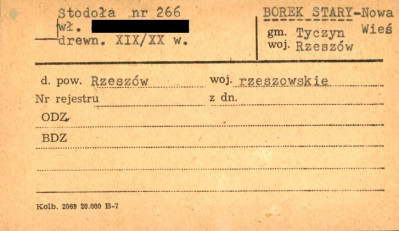 Stodoła nr 266
wł.
drewn. XIX/XX w.
BOREK STARY-Nowa
Wieś
gm. Tyczyn
woj. Rzeszów
d. pow. Rzeszów woj. rzeszowskie
Nr rejestru z dn.
ODZ
BDZ
Kolb. 2069 20.000 B-7